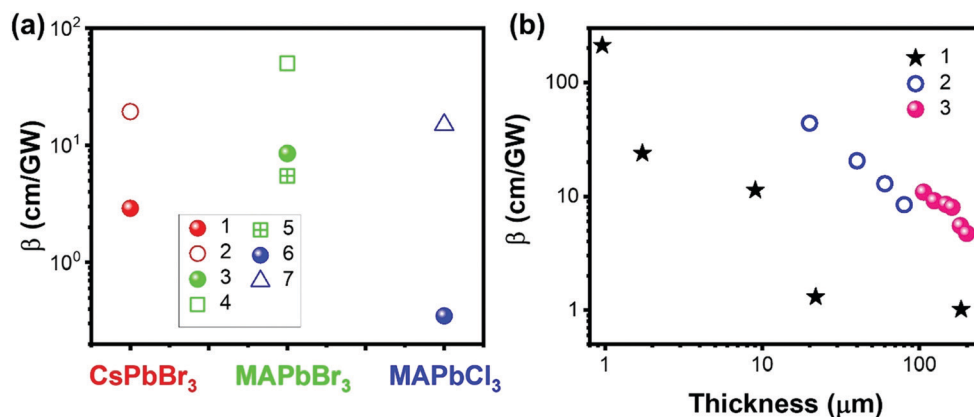 (a)
10²
10¹
10⁰
β (cm/GW)
1
2
3
4
5
6
7
CsPbBr₃ MAPbBr₃ MAPbCl₃
(b)
100
10
1
β (cm/GW)
1
2
3
1 10 100
Thickness (μm)